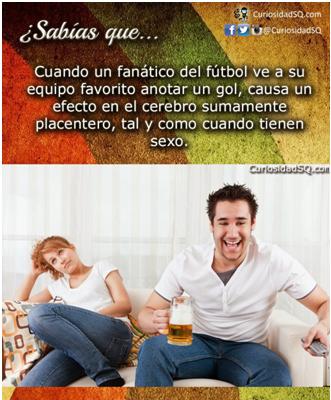 CuriosidadSQ.com
¿Sabías que...
@CuriosidadSQ
Cuando un fanático del fútbol ve a su
equipo favorito anotar un gol, causa un
efecto en el cerebro sumamente
placentero, tal y como cuando tienen
sexo.
CuriosidadSQ.com